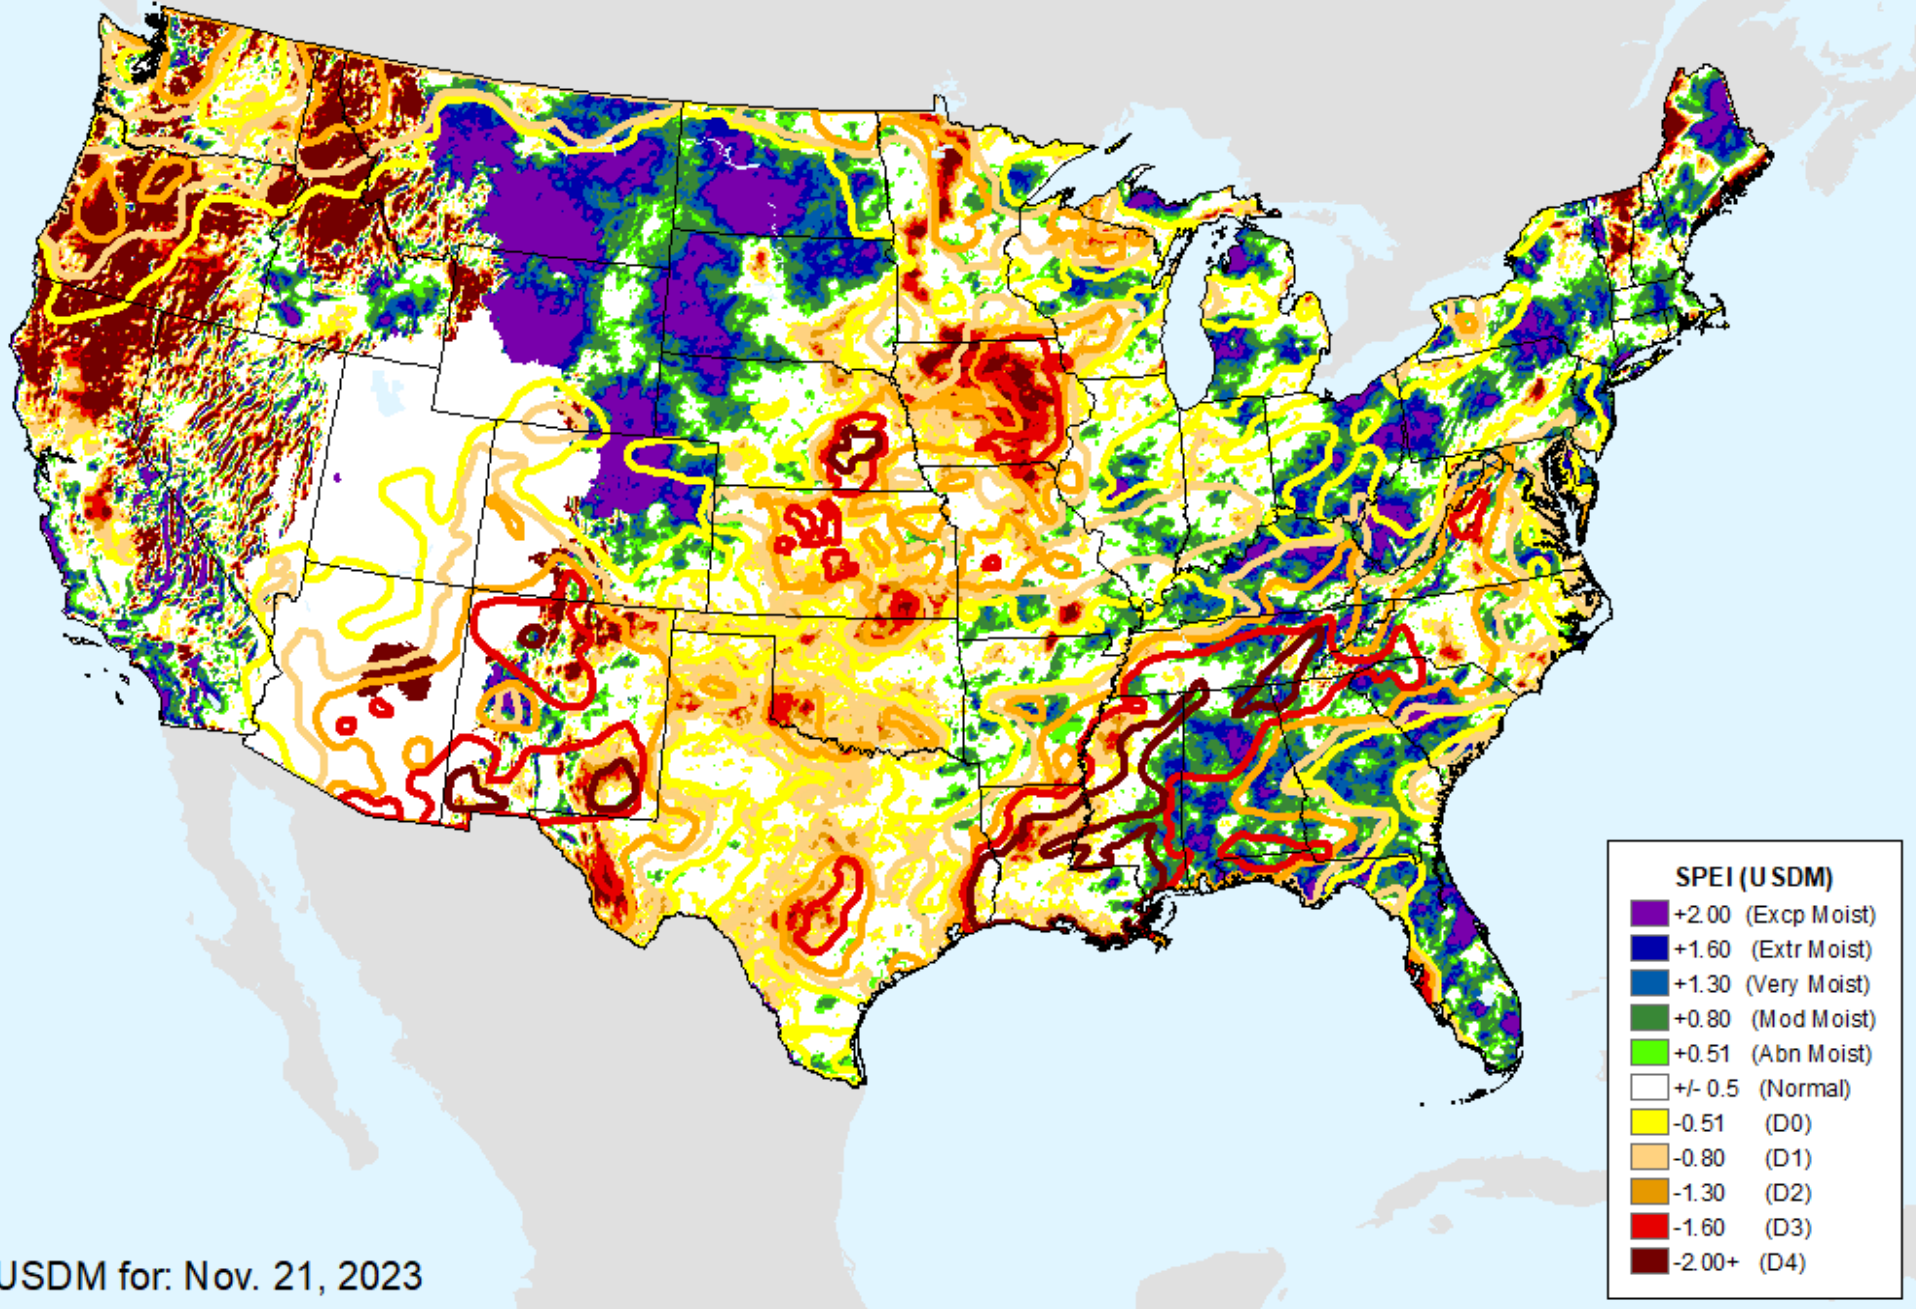 SPEI (USDM)
+2.00 (Excp Moist)
+1.60 (Extr Moist)
+1.30 (Very Moist)
+0.80 (Mod Moist)
+0.51 (Abn Moist)
+/- 0.5 (Normal)
-0.51 (D0)
-0.80 (D1)
-1.30 (D2)
-1.60 (D3)
-2.00+ (D4)
USDM for: Nov. 21, 2023